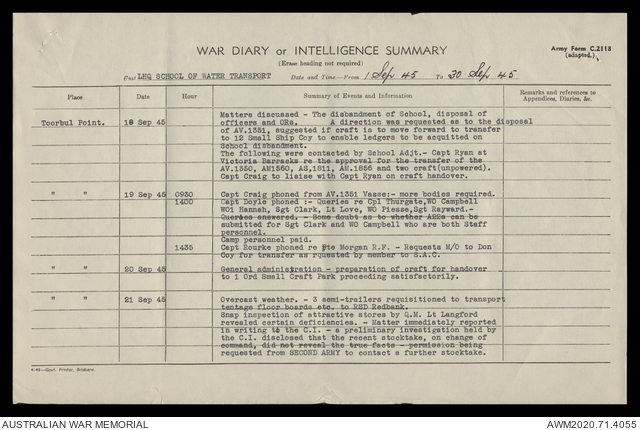 WAR DIARY or INTELLIGENCE SUMMARY
(Erase heading not required)
Army Form C.2118
(adapted.)
Unit LHQ SCHOOL OF WATER TRANSPORT Date and Time—From 1 Sep 45 To 30 Sep 45
Place Date Hour Summary of Events and Information Remarks and references to
Appendices, Diaries, &c.
Matters discussed - The disbandment of School, disposal of
Toorbul Point. 18 Sep 45 officers and ORs. A direction was requested as to the disposal
of AV.1351, suggested if craft is to move forward to transfer
to 12 Small Ship Coy to enable ledgers to be acquitted on
School disbandment.
The following were contacted by School Adjt.- Capt Ryan at
Victoria Barracks re the approval for the transfer of the
AV.1350, AM1560, AS,1811, AM.1856 and two craft(unpowered).
Capt Craig to liaise with Capt Ryan on craft handover.
" " 19 Sep 45 0930 Capt Craig phoned from AV.1351 Vasse:- more bodies required.
1400 Capt Doyle phoned :- Queries re Cpl Thurgate,WO Campbell
WO1 Hannah, Sgt Clark, Lt Love, WO Piesse,Sgt Rayward.-
Queries answered. - Some doubt as to whether AEEs can be
submitted for Sgt Clark and WO Campbell who are both Staff
personnel.
Camp personnel paid.
1435 Capt Rourke phoned re Pte Morgan R.F. - Requests M/O to Don
Coy for transfer as rquested by member to S.A.C.
" " 20 Sep 45 General administration - preparation of craft for handover
to 1 Ord Small Craft Park proceeding satisfactorily.
" " 21 Sep 45 Overcast weather. - 3 semi-trailers requisitioned to transport
tentage floor boards etc. to RSD Redbank.
Snap inspection of attractive stores by Q.M. Lt Langford
revealed certain deficiencies. - Matter immediately reported
in writing to the C.I. - a preliminary investigation held by
the C.I. disclosed that the recent stocktake, on change of
command, did not reveal the true facts - permission being
requested from SECOND ARMY to contact a further stocktake.
4-45—Govt. Printer, Brisbane.
AUSTRALIAN WAR MEMORIAL AWM2020.71.4055